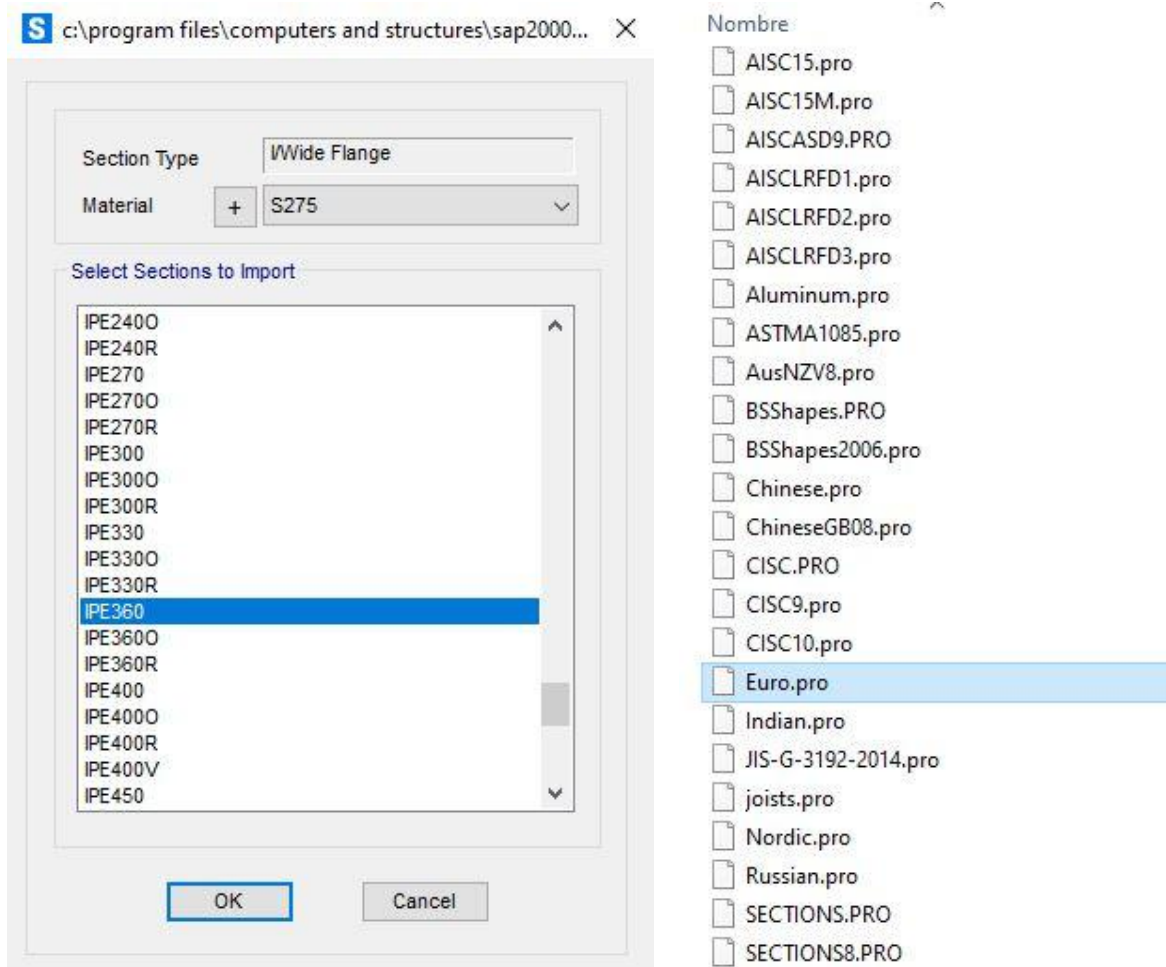 S c:\program files\computers and structures\sap2000...
Section Type I/Wide Flange
Material + S275
Select Sections to Import
IPE240O
IPE240R
IPE270
IPE270O
IPE270R
IPE300
IPE300O
IPE300R
IPE330
IPE330O
IPE330R
IPE360
IPE360O
IPE360R
IPE400
IPE400O
IPE400R
IPE400V
IPE450
OK Cancel
Nombre
AISC15.pro
AISC15M.pro
AISCASD9.PRO
AISCLRFD1.pro
AISCLRFD2.pro
AISCLRFD3.pro
Aluminum.pro
ASTMA1085.pro
AusNZV8.pro
BSShapes.PRO
BSShapes2006.pro
Chinese.pro
ChineseGB08.pro
CISC.PRO
CISC9.pro
CISC10.pro
Euro.pro
Indian.pro
JIS-G-3192-2014.pro
joists.pro
Nordic.pro
Russian.pro
SECTIONS.PRO
SECTIONS8.PRO